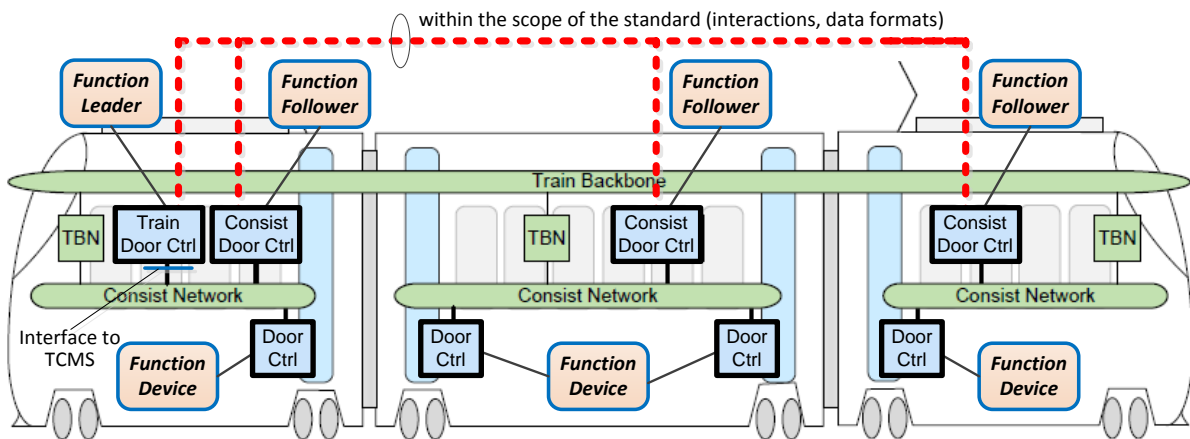 within the scope of the standard (interactions, data formats)
Function
Leader
Function
Follower
Function
Follower
Function
Follower
Train Backbone
TBN
Train
Door Ctrl
Consist
Door Ctrl
TBN
Consist
Door Ctrl
Consist
Door Ctrl
TBN
Consist Network
Consist Network
Consist Network
Interface to
TCMS
Door
Ctrl
Door
Ctrl
Door
Ctrl
Door
Ctrl
Function
Device
Function
Device
Function
Device